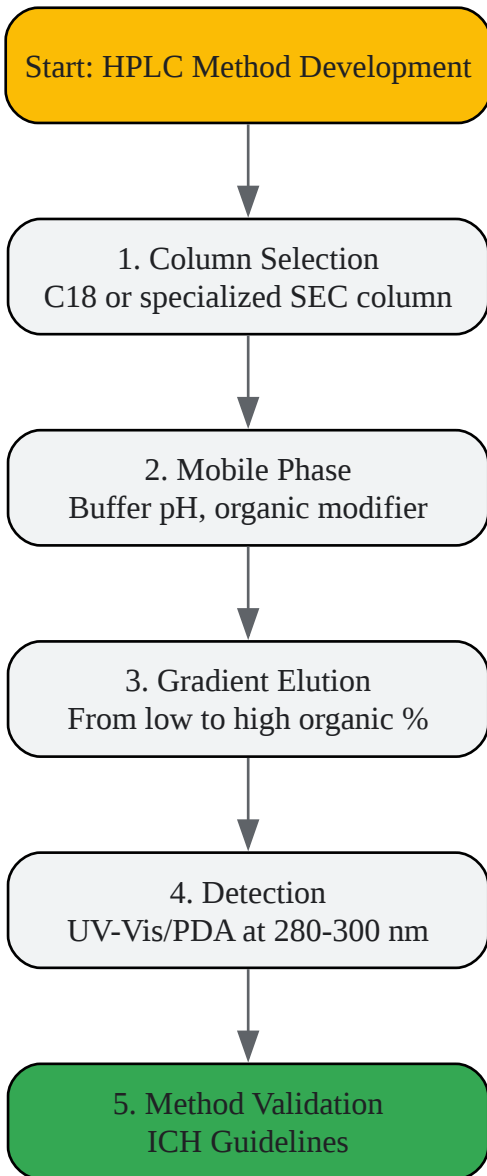 Start: HPLC Method Development
1. Column Selection
C18 or specialized SEC column
2. Mobile Phase
Buffer pH, organic modifier
3. Gradient Elution
From low to high organic %
4. Detection
UV-Vis/PDA at 280-300 nm
5. Method Validation
ICH Guidelines